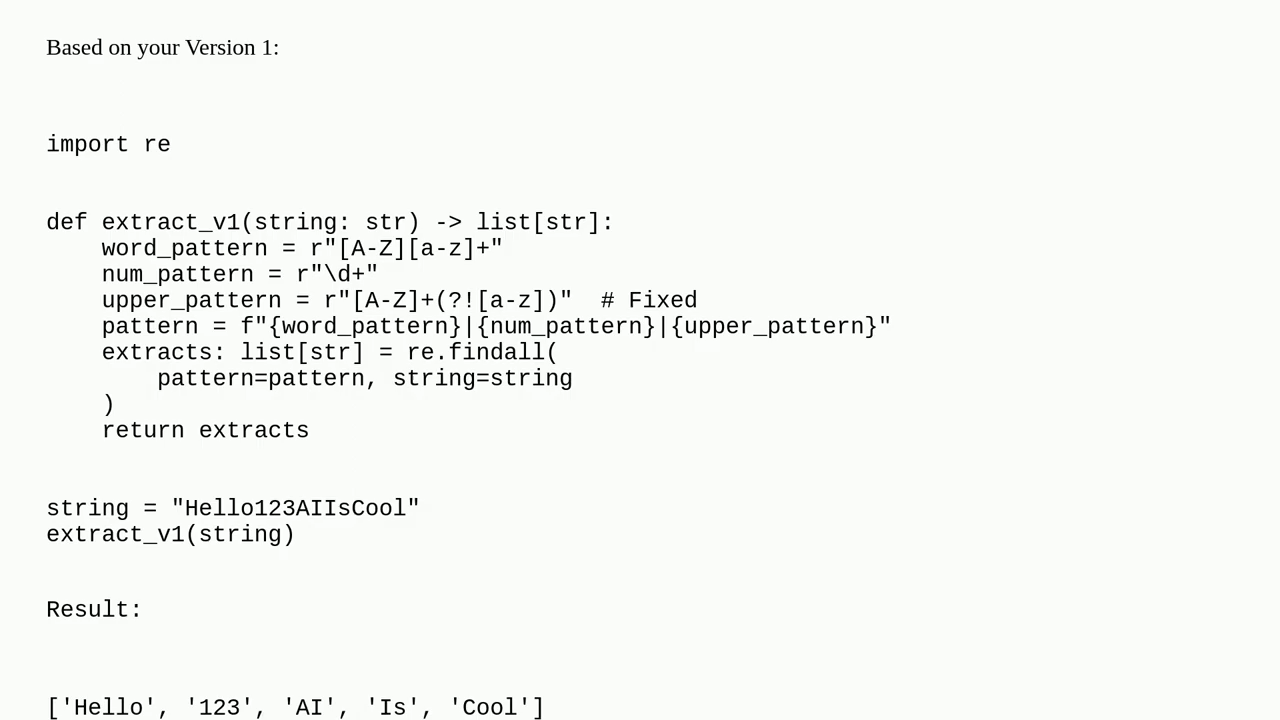 Based on your Version 1:
import re
def extract_v1(string: str) -> list[str]:
    word_pattern = r"[A-Z][a-z]+"
    num_pattern = r"\d+"
    upper_pattern = r"[A-Z]+(?![a-z])"  # Fixed
    pattern = f"{word_pattern}|{num_pattern}|{upper_pattern}"
    extracts: list[str] = re.findall(
        pattern=pattern, string=string
    )
    return extracts
string = "Hello123AIIsCool"
extract_v1(string)
Result:
['Hello', '123', 'AI', 'Is', 'Cool']